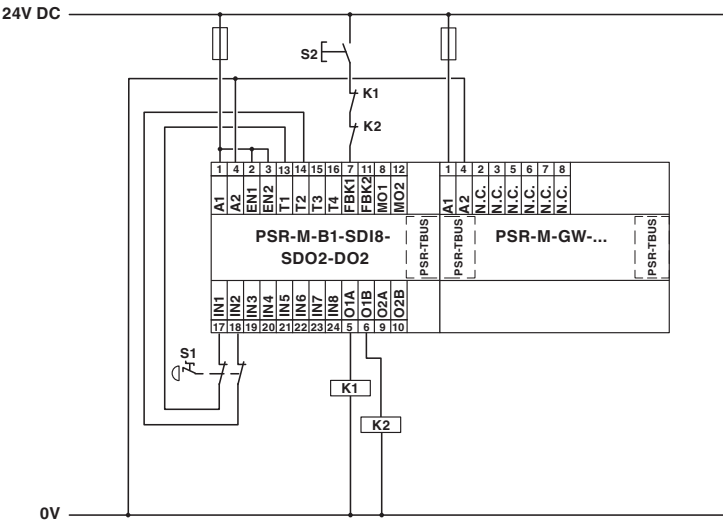 24V DC
S2
K1
K2
1 4 2 3 13 14 15 16 7 11 8 12
A1 A2 EN1 EN2 T1 T2 T3 T4 FBK1 FBK2 MO1 MO2
1 4 2 3 5 6 7 8
A1 A2 N.C. N.C. N.C. N.C. N.C. N.C.
PSR-M-B1-SDI8-
SDO2-DO2
PSR-TBUS
PSR-TBUS
PSR-M-GW-...
PSR-TBUS
IN1 IN2 IN3 IN4 IN5 IN6 IN7 IN8 O1A O1B O2A O2B
17 18 19 20 21 22 23 24 5 6 9 10
S1
K1
K2
0V